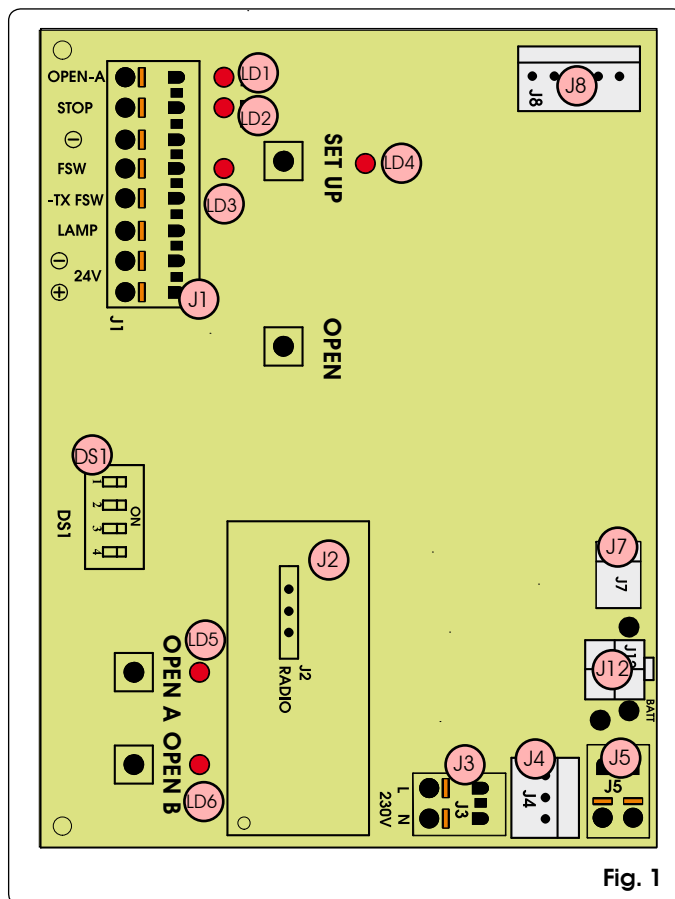 OPEN-A
LD1
STOP
LD2
⊖
FSW
LD3
-TX FSW
LAMP
⊖
24V
⊕
J1
J1
SET UP
LD4
J8
J8
OPEN
DS1
DS1
1
2
3
4
ON
J2
J2
RADIO
J7
J7
J12
BATT
OPEN A
LD5
OPEN B
LD6
J3
L
N
230V
J3
J4
J4
J5
J5
Fig. 1